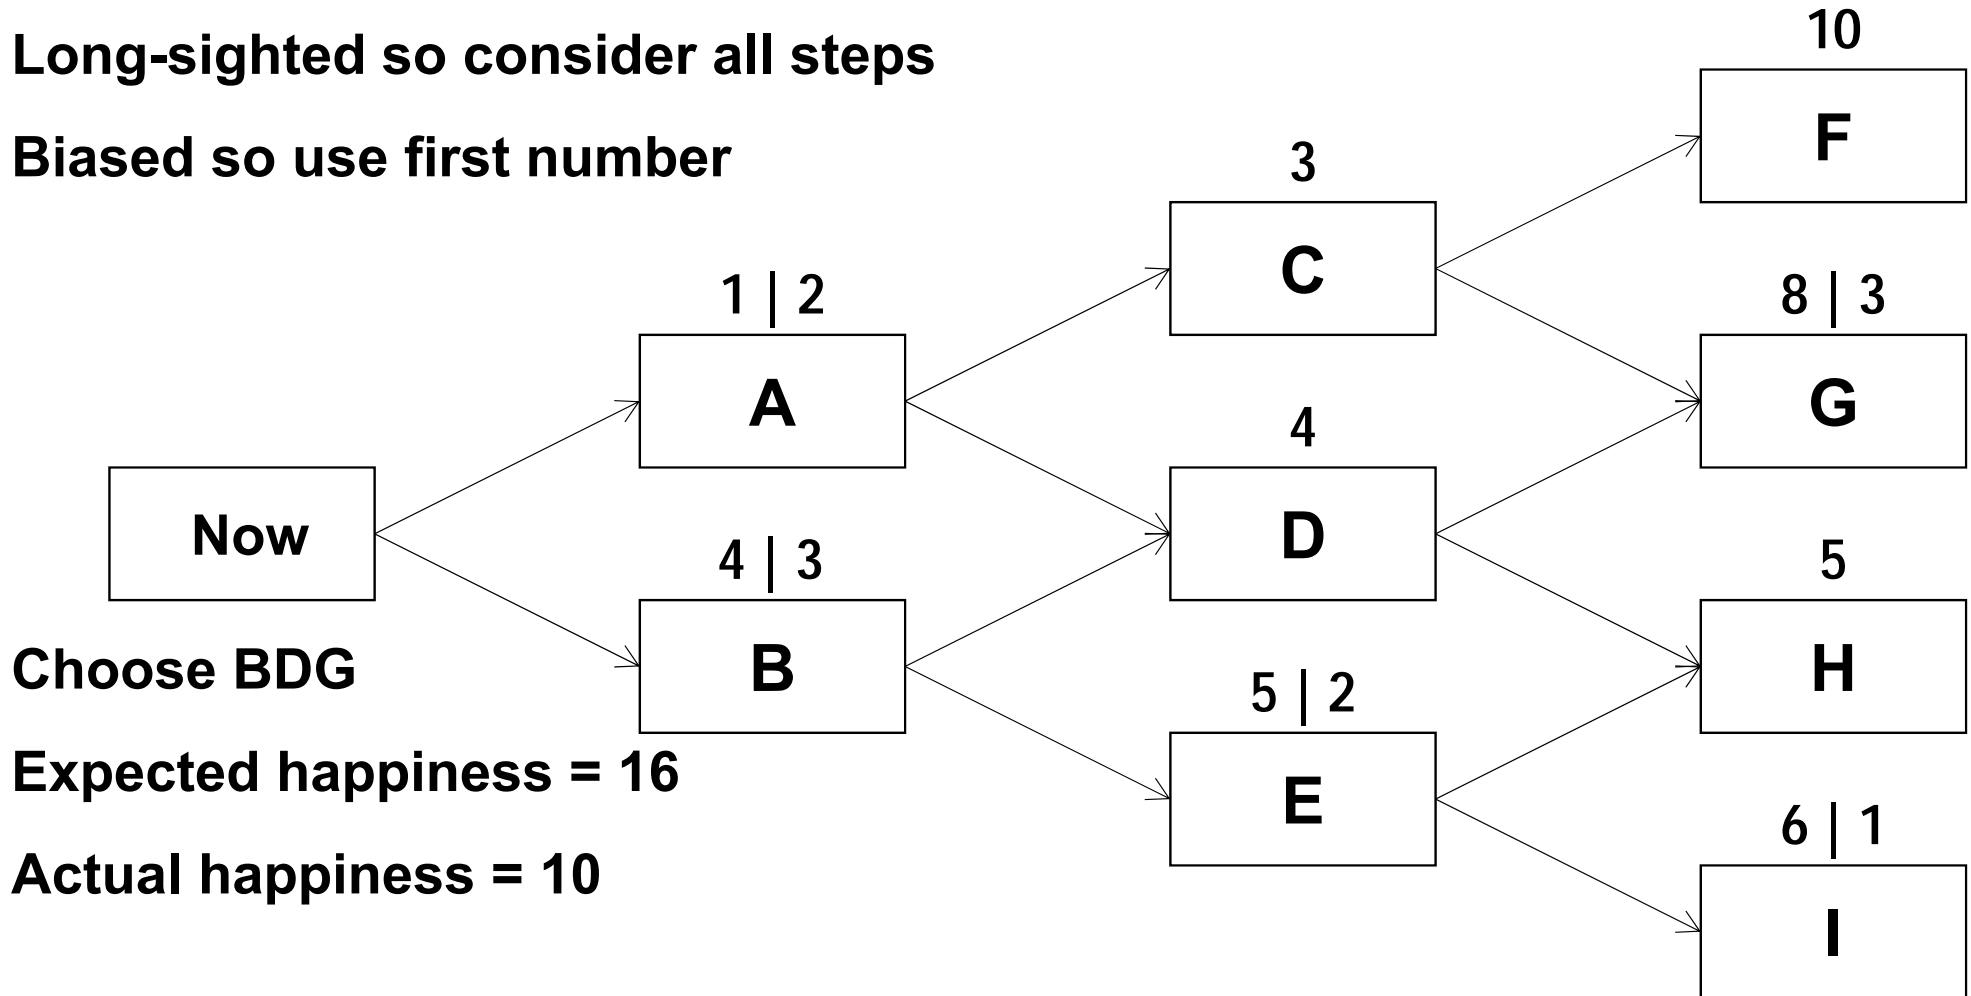 Long-sighted so consider all steps
Biased so use first number
10
F
3
C
1 | 2
A
8 | 3
G
4
D
Now
4 | 3
B
5
H
5 | 2
E
6 | 1
I
Choose BDG
Expected happiness = 16
Actual happiness = 10